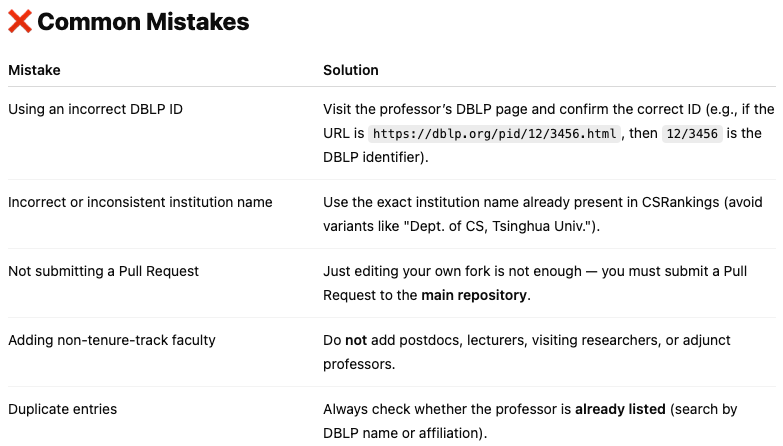 ❌ Common Mistakes
Mistake Solution
Using an incorrect DBLP ID Visit the professor’s DBLP page and confirm the correct ID (e.g., if the
URL is https://dblp.org/pid/12/3456.html, then 12/3456 is the
DBLP identifier).
Incorrect or inconsistent institution name Use the exact institution name already present in CSRankings (avoid
variants like "Dept. of CS, Tsinghua Univ.").
Not submitting a Pull Request Just editing your own fork is not enough — you must submit a Pull
Request to the main repository.
Adding non-tenure-track faculty Do not add postdocs, lecturers, visiting researchers, or adjunct
professors.
Duplicate entries Always check whether the professor is already listed (search by
DBLP name or affiliation).